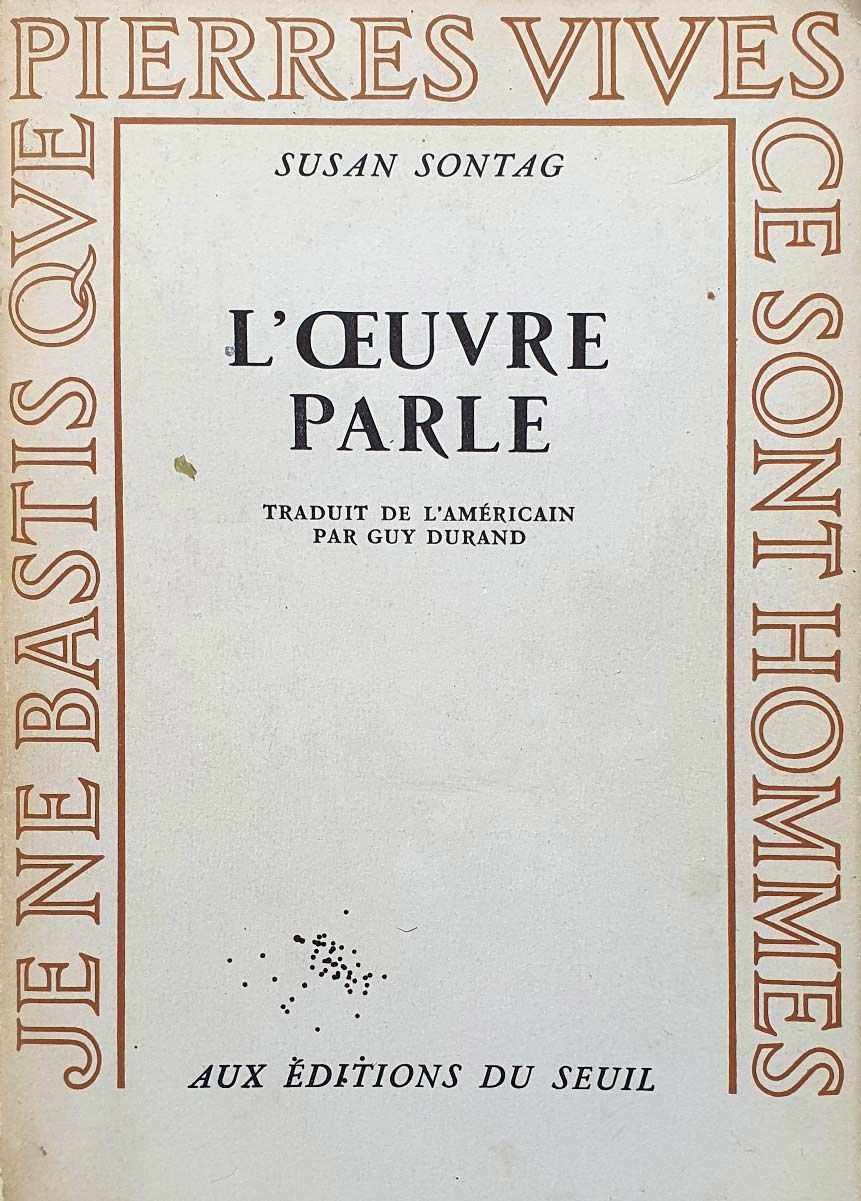 JE NE BASTIS QVE
PIERRES VIVES
CE SONT HOMMES
SUSAN SONTAG
L'ŒUVRE
PARLE
TRADUIT DE L'AMÉRICAIN
PAR GUY DURAND
AUX ÉDITIONS DU SEUIL